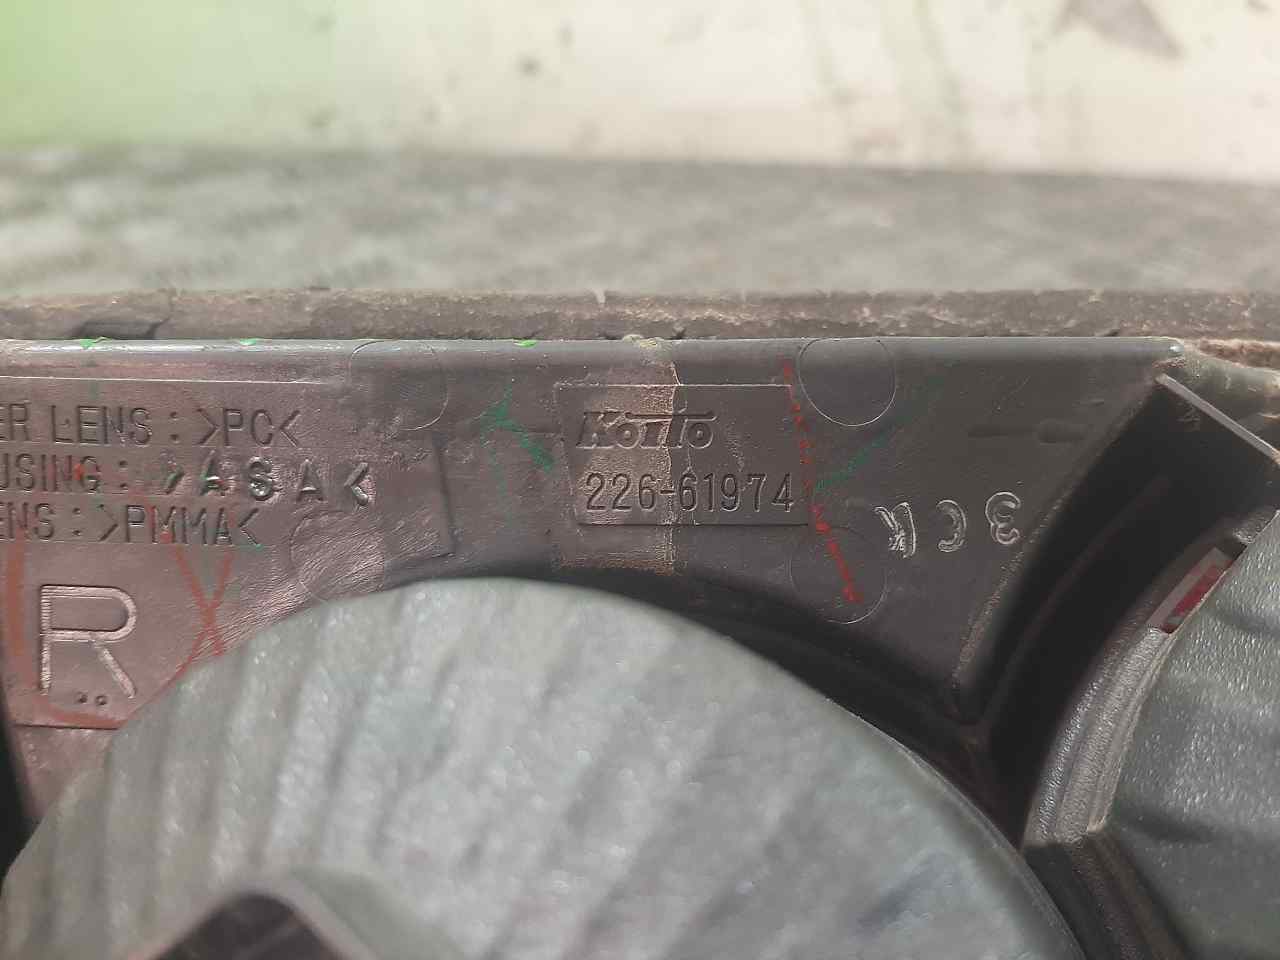 ER LENS : >PC<
USING : >ASA<
ENS : >PMMA<
R
KOITO
226-61974